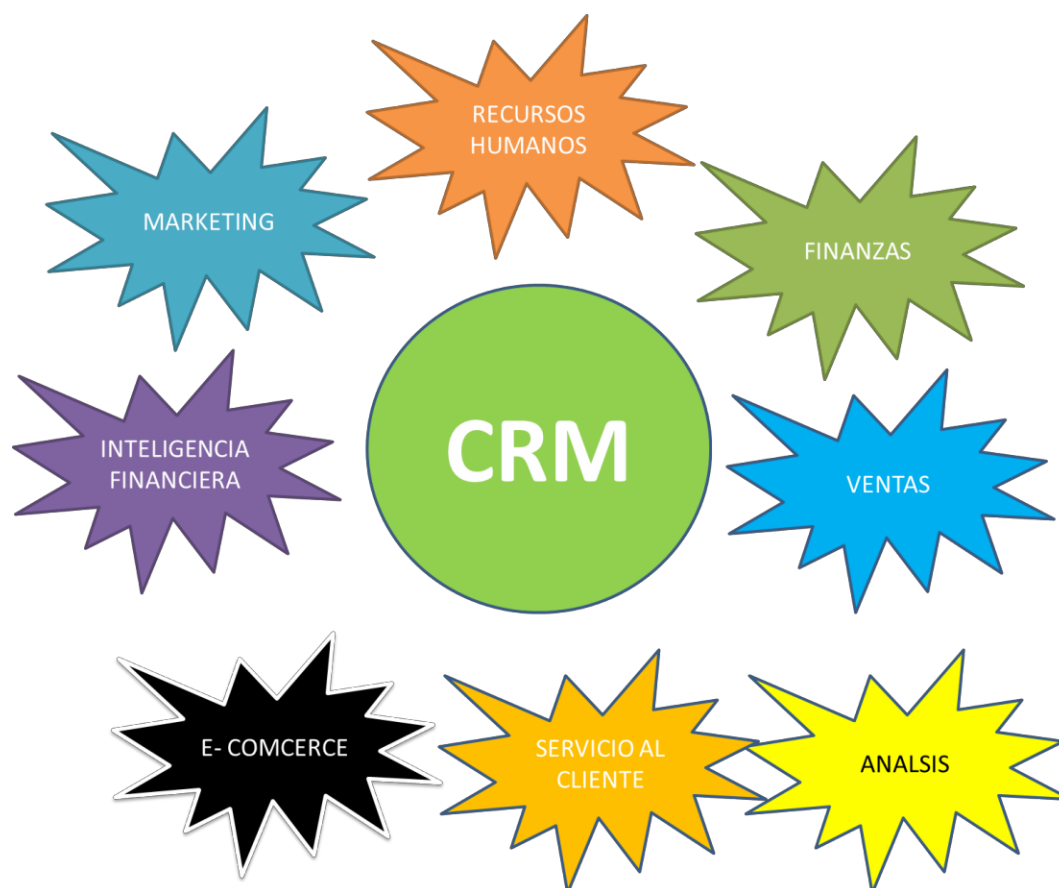 RECURSOS
HUMANOS
MARKETING
FINANZAS
CRM
INTELIGENCIA
FINANCIERA
VENTAS
E- COMCERCE
SERVICIO AL
CLIENTE
ANALSIS